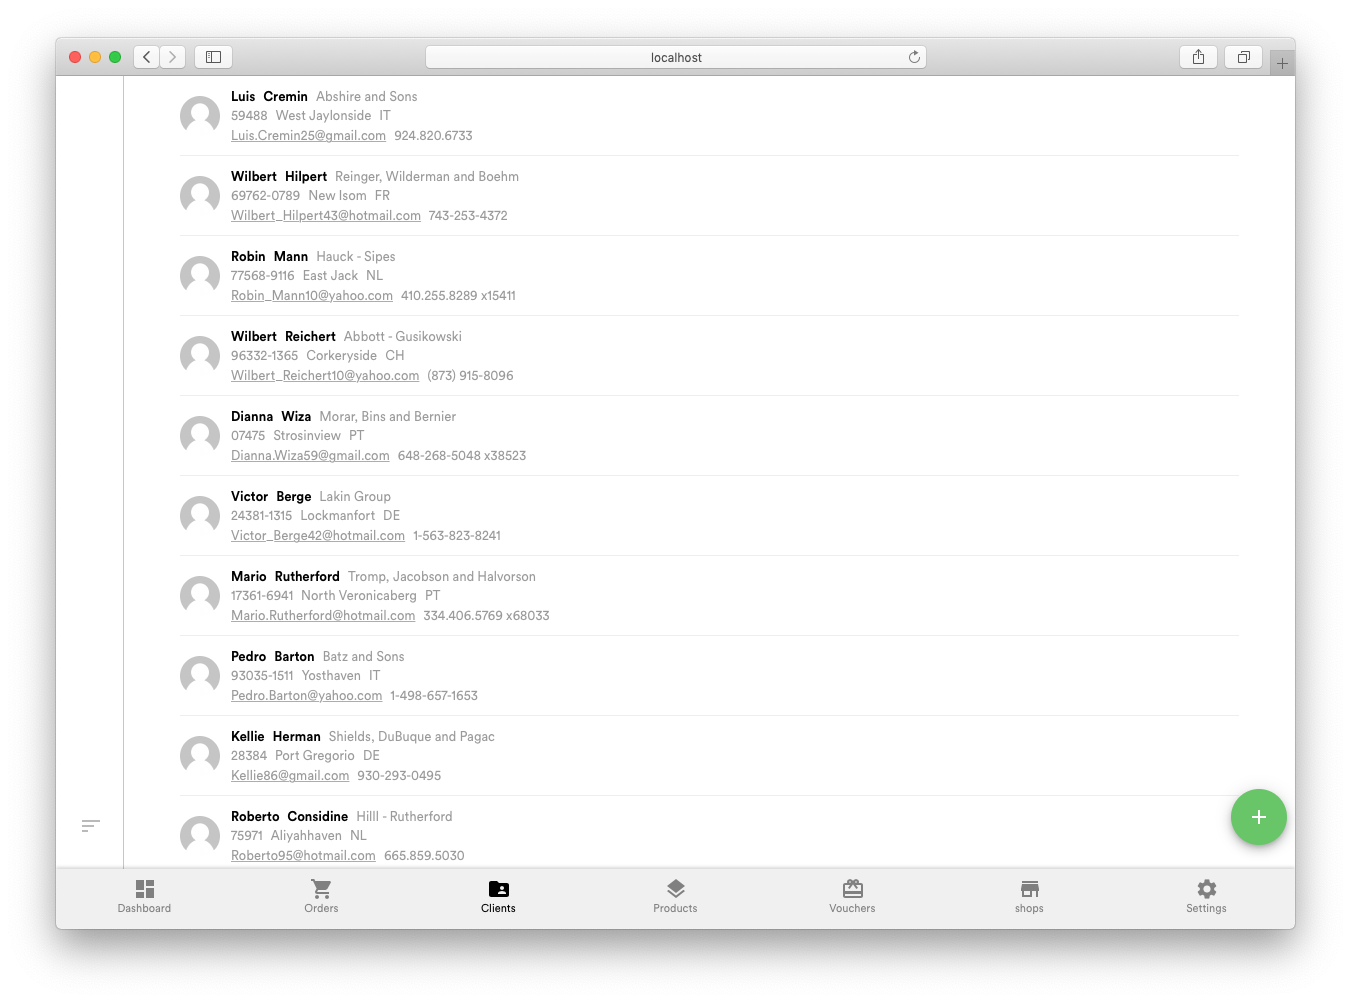 localhost
Luis Cremin Abshire and Sons
59488 West Jaylonside IT
Luis.Cremin25@gmail.com 924.820.6733
Wilbert Hilpert Reinger, Wilderman and Boehm
69762-0789 New Isom FR
Wilbert_Hilpert43@hotmail.com 743-253-4372
Robin Mann Hauck - Sipes
77568-9116 East Jack NL
Robin_Mann10@yahoo.com 410.255.8289 x15411
Wilbert Reichert Abbott - Gusikowski
96332-1365 Corkeryside CH
Wilbert_Reichert10@yahoo.com (873) 915-8096
Dianna Wiza Morar, Bins and Bernier
07475 Strosinview PT
Dianna.Wiza59@gmail.com 648-268-5048 x38523
Victor Berge Lakin Group
24381-1315 Lockmanfort DE
Victor_Berge42@hotmail.com 1-563-823-8241
Mario Rutherford Tromp, Jacobson and Halvorson
17361-6941 North Veronicaberg PT
Mario.Rutherford@hotmail.com 334.406.5769 x68033
Pedro Barton Batz and Sons
93035-1511 Yosthaven IT
Pedro.Barton@yahoo.com 1-498-657-1653
Kellie Herman Shields, DuBuque and Pagac
28384 Port Gregorio DE
Kellie86@gmail.com 930-293-0495
Roberto Considine Hilll - Rutherford
75971 Aliyahhaven NL
Roberto95@hotmail.com 665.859.5030
Dashboard Orders Clients Products Vouchers shops Settings